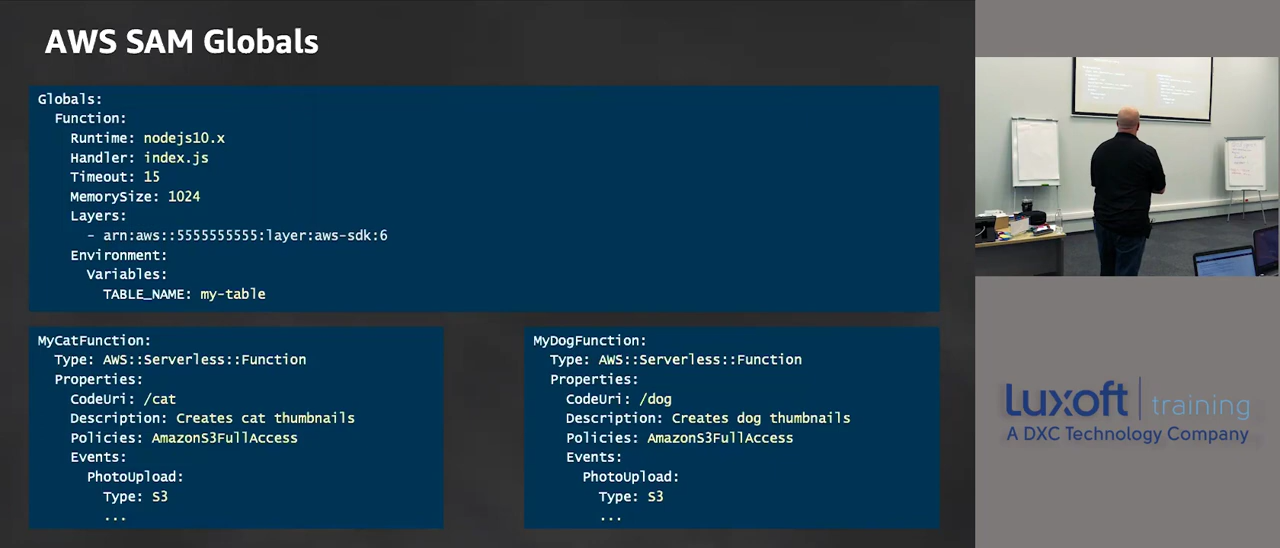 AWS SAM Globals
Globals:
Function:
Runtime: nodejs10.x
Handler: index.js
Timeout: 15
MemorySize: 1024
Layers:
- arn:aws::5555555555:layer:aws-sdk:6
Environment:
Variables:
TABLE_NAME: my-table
MyCatFunction:
Type: AWS::Serverless::Function
Properties:
CodeUri: /cat
Description: Creates cat thumbnails
Policies: AmazonS3FullAccess
Events:
PhotoUpload:
Type: S3
...
MyDogFunction:
Type: AWS::Serverless::Function
Properties:
CodeUri: /dog
Description: Creates dog thumbnails
Policies: AmazonS3FullAccess
Events:
PhotoUpload:
Type: S3
...
Luxoft training
A DXC Technology Company